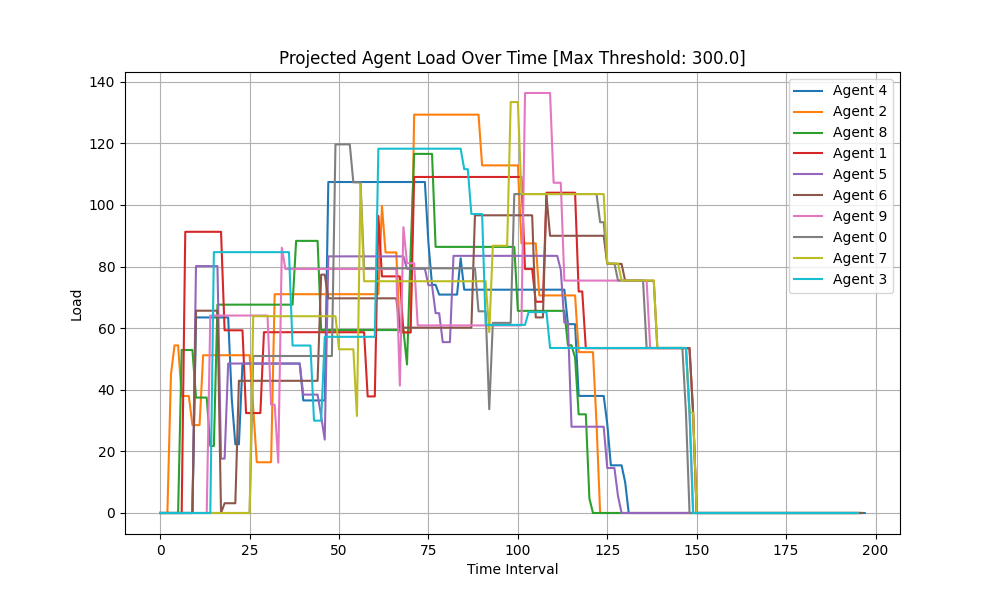 Projected Agent Load Over Time [Max Threshold: 300.0]
Load
140
120
100
80
60
40
20
0
0 25 50 75 100 125 150 175 200
Time Interval
Agent 4
Agent 2
Agent 8
Agent 1
Agent 5
Agent 6
Agent 9
Agent 0
Agent 7
Agent 3